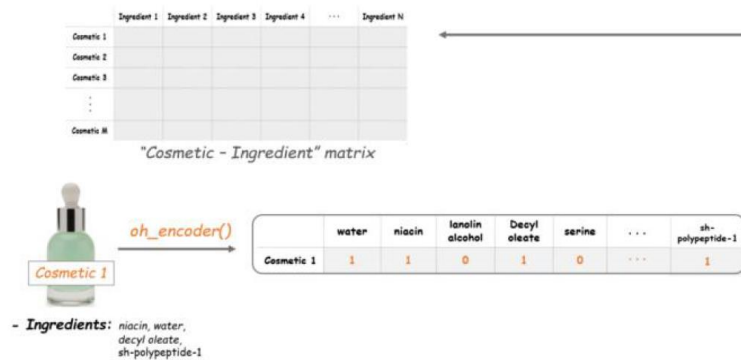 Ingredient 1 Ingredient 2 Ingredient 3 Ingredient 4 ... Ingredient N
Cosmetic 1
Cosmetic 2
Cosmetic 3
⋮
Cosmetic M
"Cosmetic - Ingredient" matrix
oh_encoder()
Cosmetic 1
water niacin lanolin alcohol Decyl oleate serine ... sh-polypeptide-1
Cosmetic 1 1 1 0 1 0 ... 1
- Ingredients: niacin, water,
decyl oleate,
sh-polypeptide-1